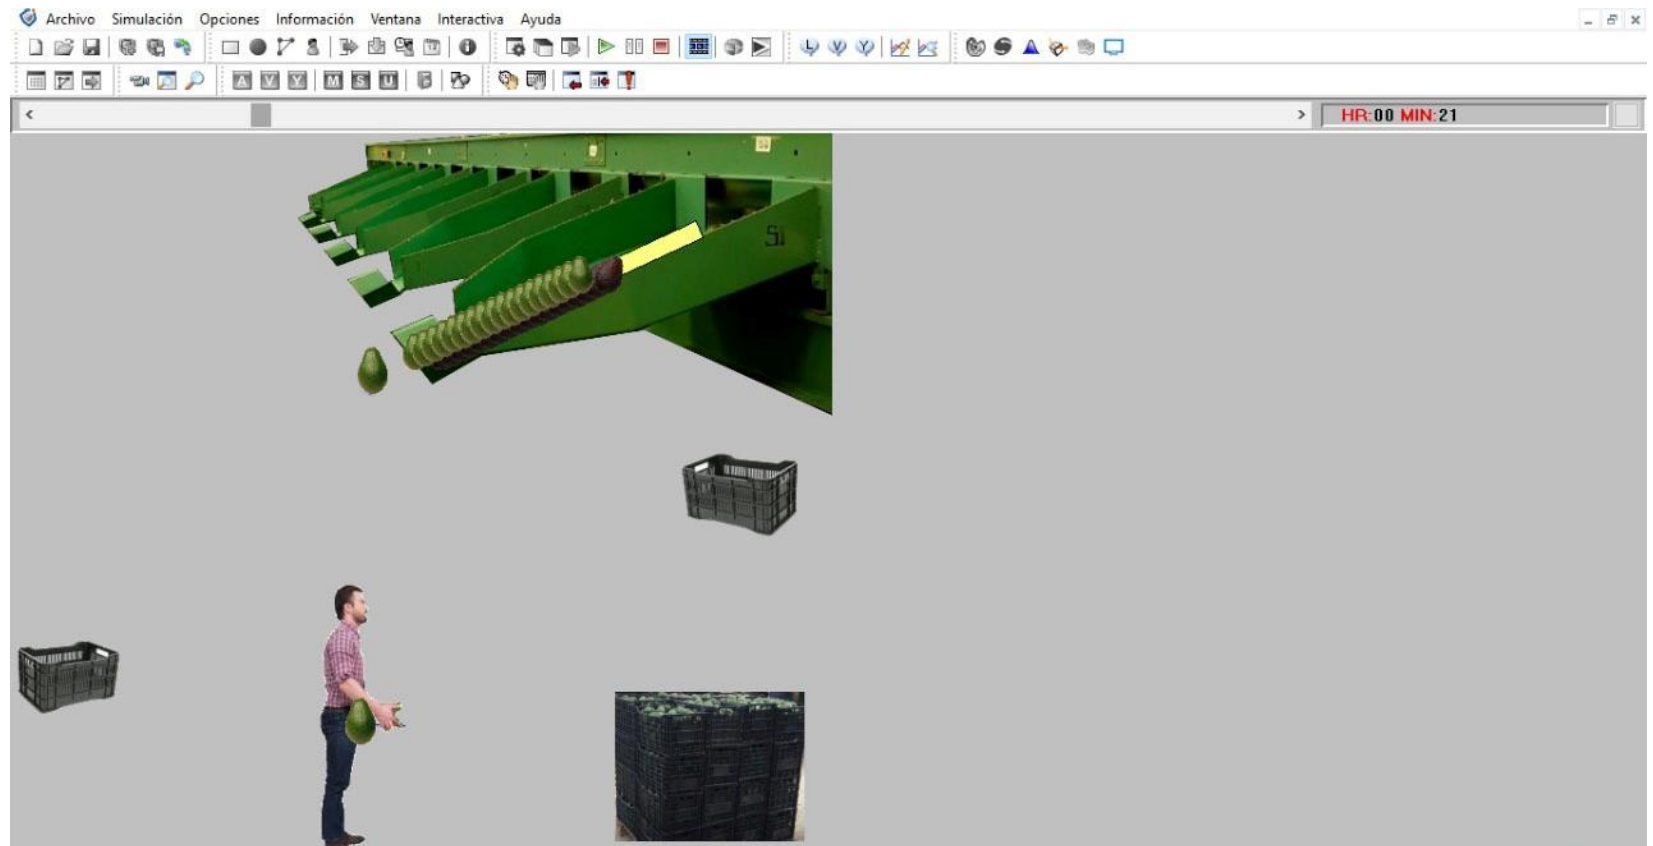 Archivo Simulación Opciones Información Ventana Interactiva Ayuda
L V V
A V Y M S U
HR:00 MIN:21